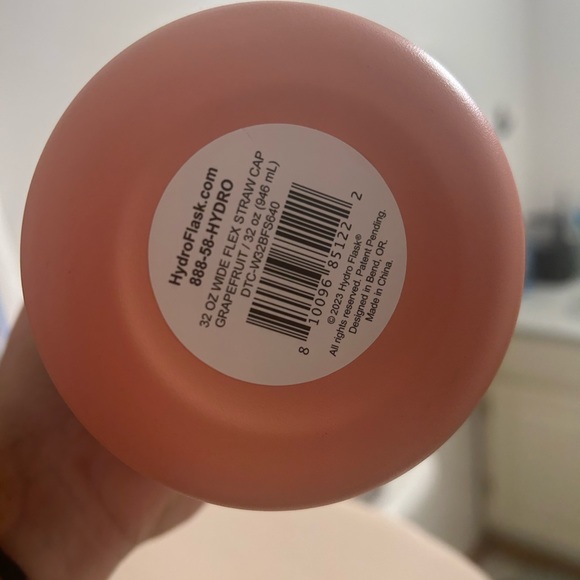 HydroFlask.com
888-58-HYDRO
32 OZ WIDE FLEX STRAW CAP
GRAPEFRUIT / 32 oz (946 mL)
DTC-W32BFS640
8 10096 85122 2
©2023 Hydro Flask®
All rights reserved. Patent Pending.
Designed in Bend, OR.
Made in China.